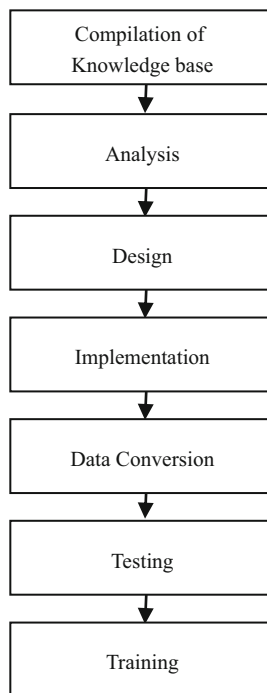 Compilation of
Knowledge base
Analysis
Design
Implementation
Data Conversion
Testing
Training